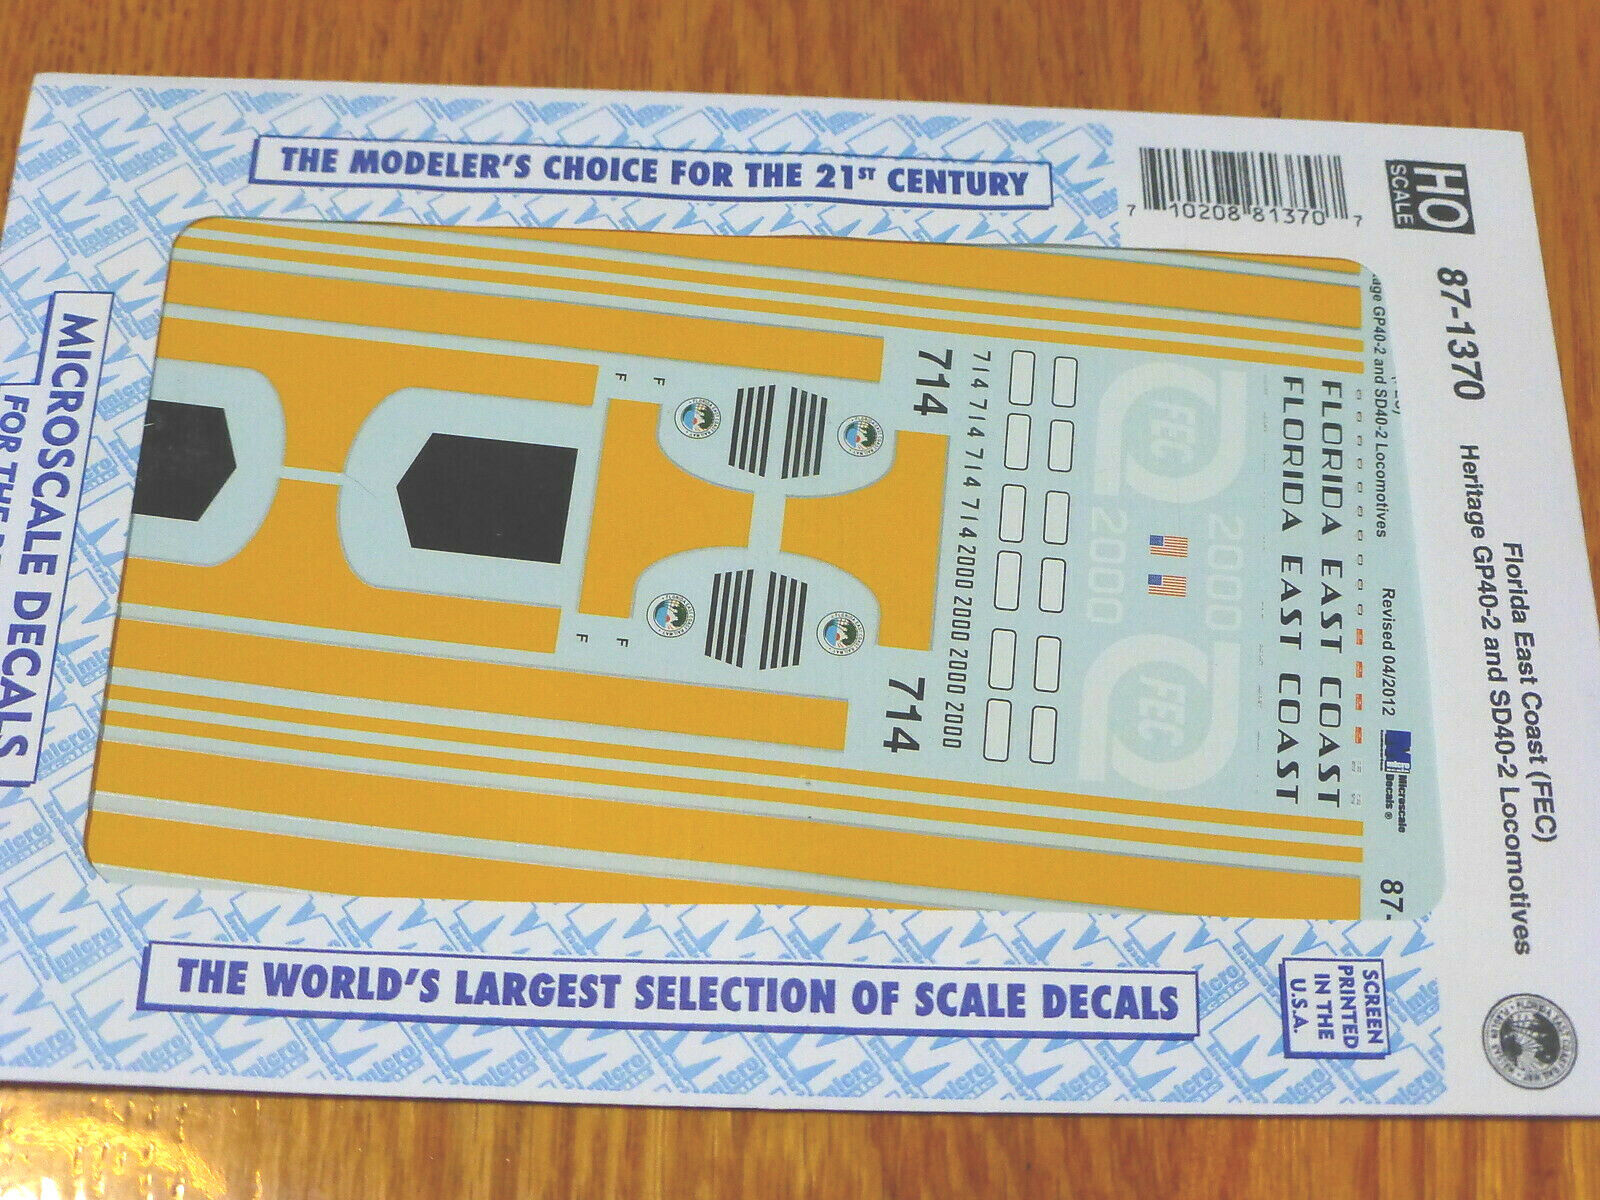 THE MODELER'S CHOICE FOR THE 21ST CENTURY
7 10208 81370 7
HO
SCALE
87-1370
Florida East Coast (FEC)
Heritage GP40-2 and SD40-2 Locomotives
MICROSCALE DECALS
FOR THE
age GP40-2 and SD40-2 Locomotives
Revised 04/2012
Microscale
Decals ®
87-
FLORIDA EAST COAST
FLORIDA EAST COAST
FEC
2000
FEC
200
714 714 714 714 2000 2000 2000 2000
714
714
F
F
F
F
THE WORLD'S LARGEST SELECTION OF SCALE DECALS
SCREEN
PRINTED
IN THE
U.S.A.